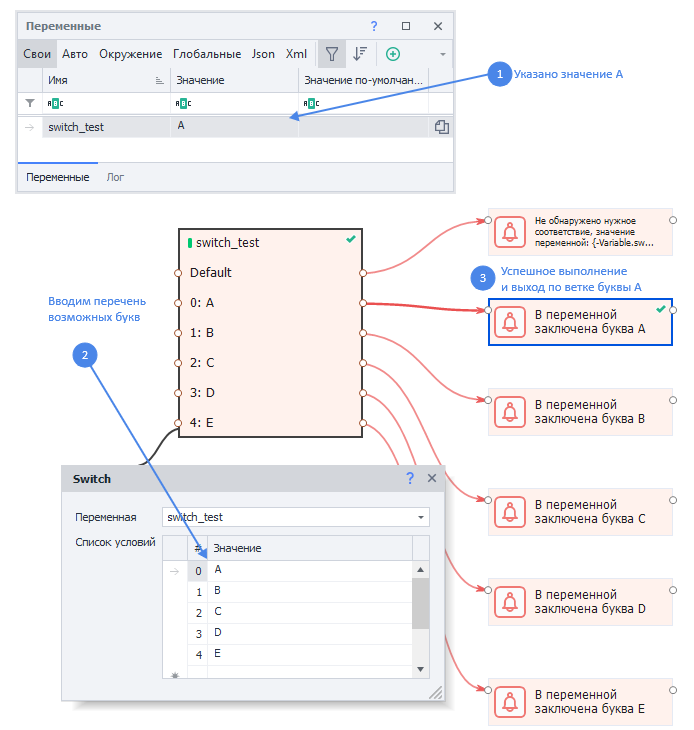 Переменные
?
Свои Авто Окружение Глобальные Json Xml
Имя Значение Значение по-умолчан...
ABC ABC ABC
switch_test A
Переменные Лог
1 Указано значение А
switch_test
Default
0: A
1: B
2: C
3: D
4: E
Вводим перечень
возможных букв
2
Не обнаружено нужное
соответствие, значение
переменной: {-Variable.sw...
3 Успешное выполнение
и выход по ветке буквы А
В переменной
заключена буква A
В переменной
заключена буква B
В переменной
заключена буква C
В переменной
заключена буква D
В переменной
заключена буква E
Switch
?
Переменная switch_test
Список условий
# Значение
0 A
1 B
2 C
3 D
4 E